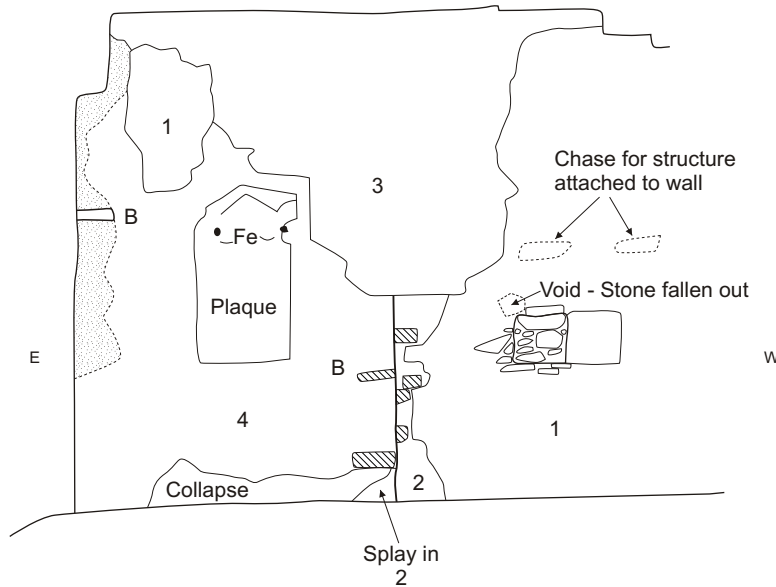 1
3
Chase for structure
attached to wall
B
Fe
Void - Stone fallen out
Plaque
E
W
B
4
1
Collapse
2
Splay in
2